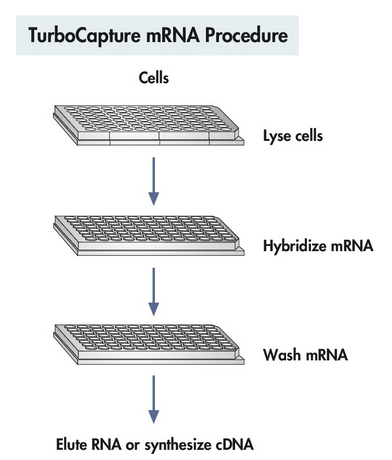 TurboCapture mRNA Procedure
Cells
Lyse cells
Hybridize mRNA
Wash mRNA
Elute RNA or synthesize cDNA